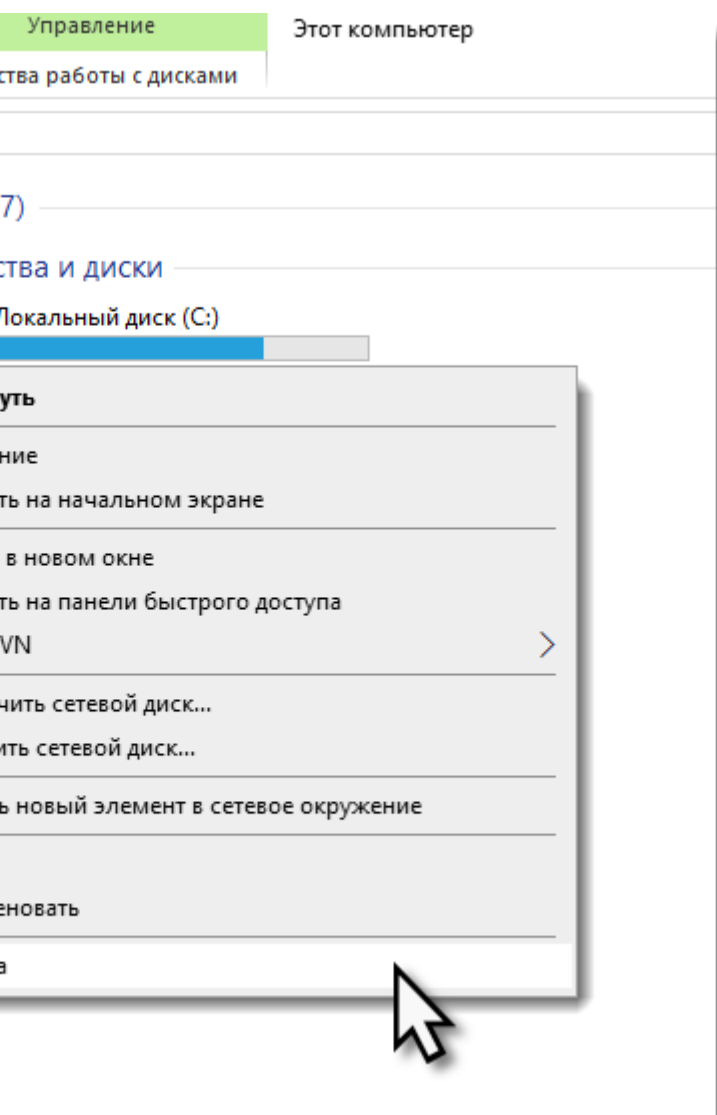 Управление
Этот компьютер
ства работы с дисками
7)
ства и диски
Локальный диск (C:)
уть
ние
ть на начальном экране
в новом окне
ть на панели быстрого доступа
VN
чить сетевой диск...
ить сетевой диск...
ь новый элемент в сетевое окружение
еновать
а